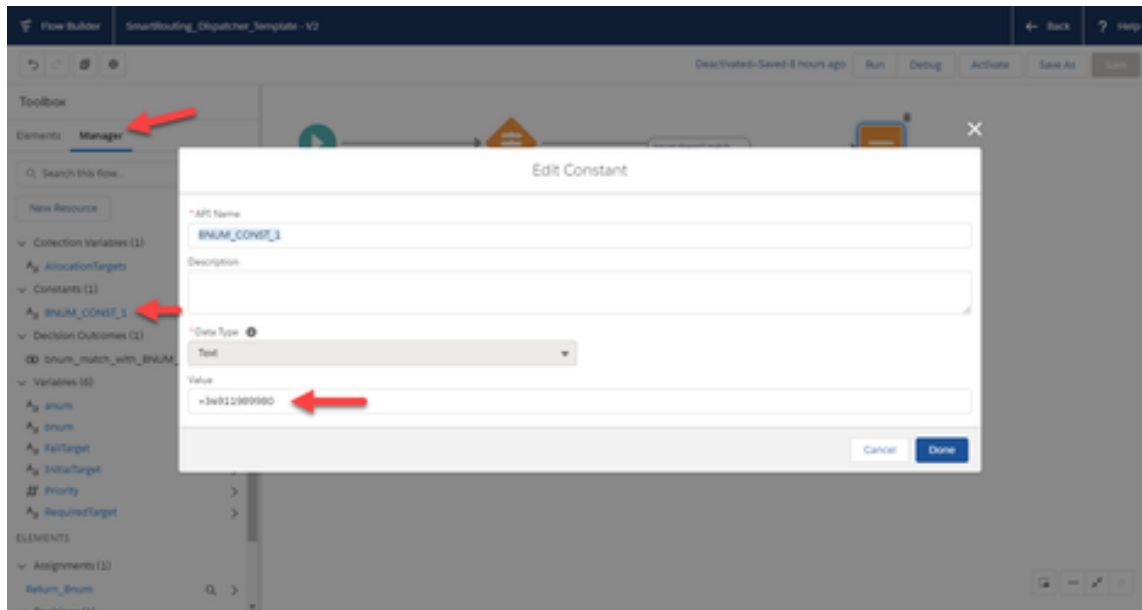 Flow Builder
SmartRouting_Dispatcher_Template - V2
Back
? Help
Deactivated—Saved 8 hours ago
Run
Debug
Activate
Save As
Save
Toolbox
Elements
Manager
Search this flow...
New Resource
Collection Variables (1)
AllocationTargets
Constants (1)
BNUM_CONST_1
Decision Outcomes (1)
bnum_match_with_BNUM_
Variables (6)
anum
bnum
FailTarget
InitialTarget
Priority
RequiredTarget
ELEMENTS
Assignments (1)
Return_Bnum
Edit Constant
*API Name
BNUM_CONST_1
Description
*Data Type
Text
Value
Cancel
Done